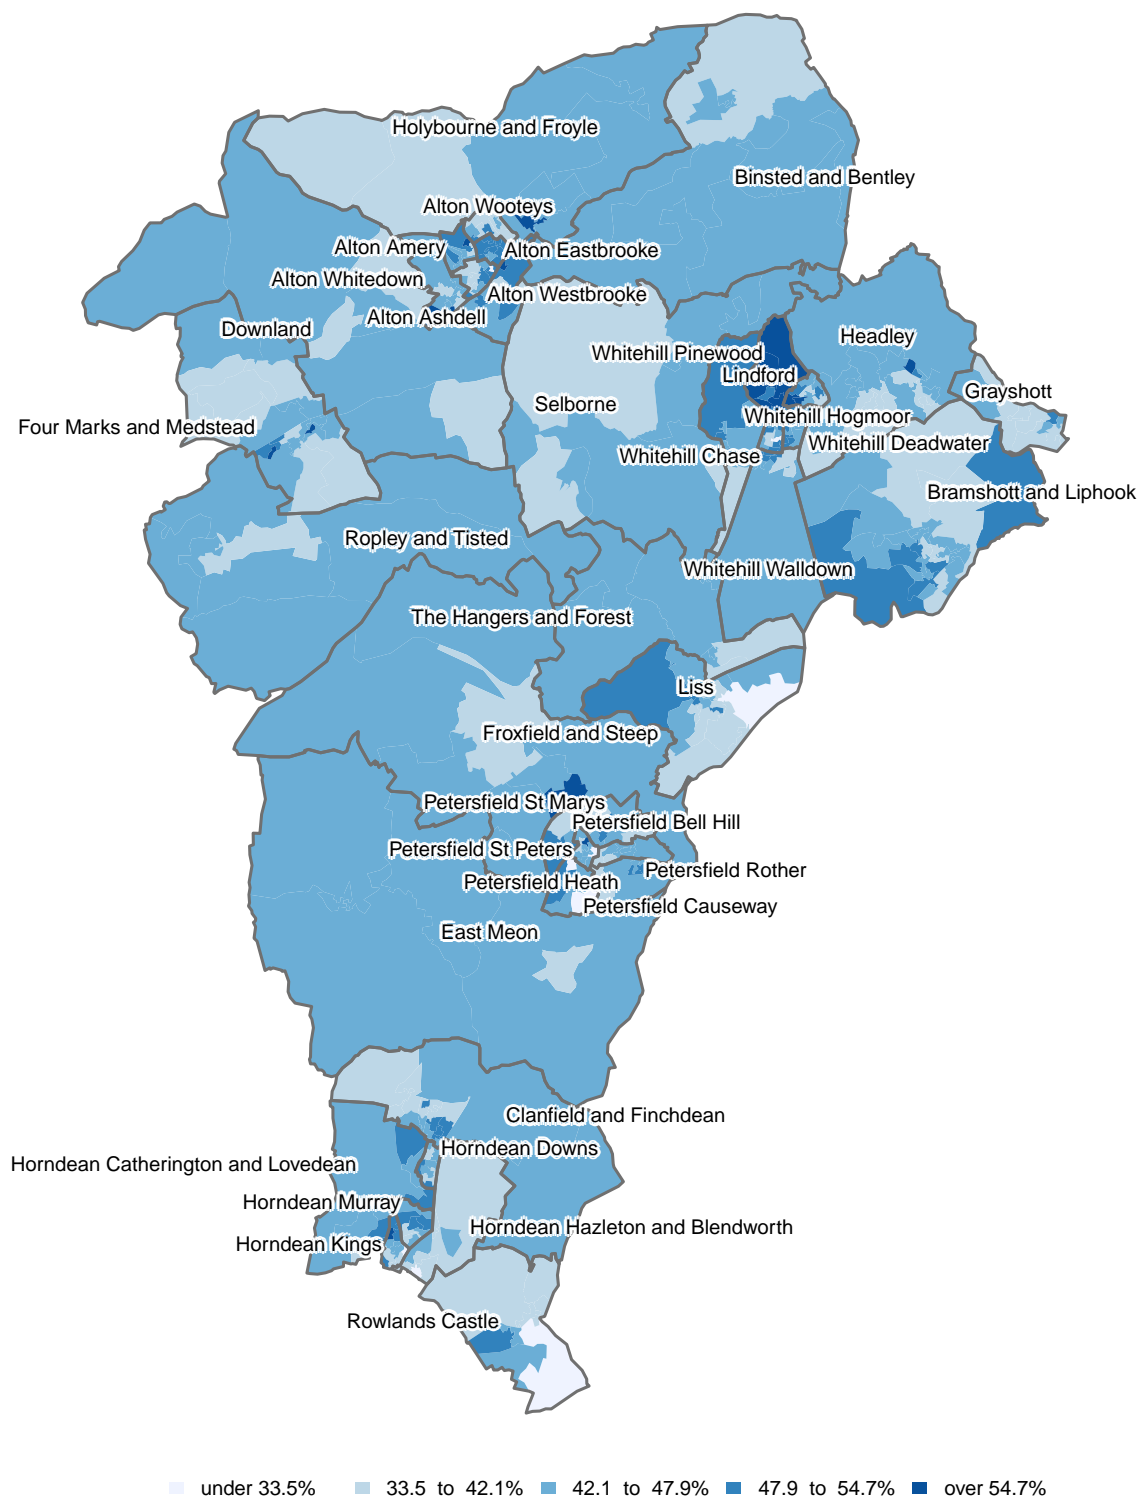 Holybourne and Froyle
Binsted and Bentley
Alton Wooteys
Alton Amery
Alton Eastbrooke
Alton Whitedown
Alton Westbrooke
Alton Ashdell
Downland
Headley
Whitehill Pinewood
Lindford
Grayshott
Selborne
Whitehill Hogmoor
Four Marks and Medstead
Whitehill Deadwater
Whitehill Chase
Bramshott and Liphook
Ropley and Tisted
Whitehill Walldown
The Hangers and Forest
Liss
Froxfield and Steep
Petersfield St Marys
Petersfield Bell Hill
Petersfield St Peters
Petersfield Rother
Petersfield Heath
Petersfield Causeway
East Meon
Clanfield and Finchdean
Horndean Downs
Horndean Catherington and Lovedean
Horndean Murray
Horndean Hazleton and Blendworth
Horndean Kings
Rowlands Castle
under 33.5% 33.5 to 42.1% 42.1 to 47.9% 47.9 to 54.7% over 54.7%